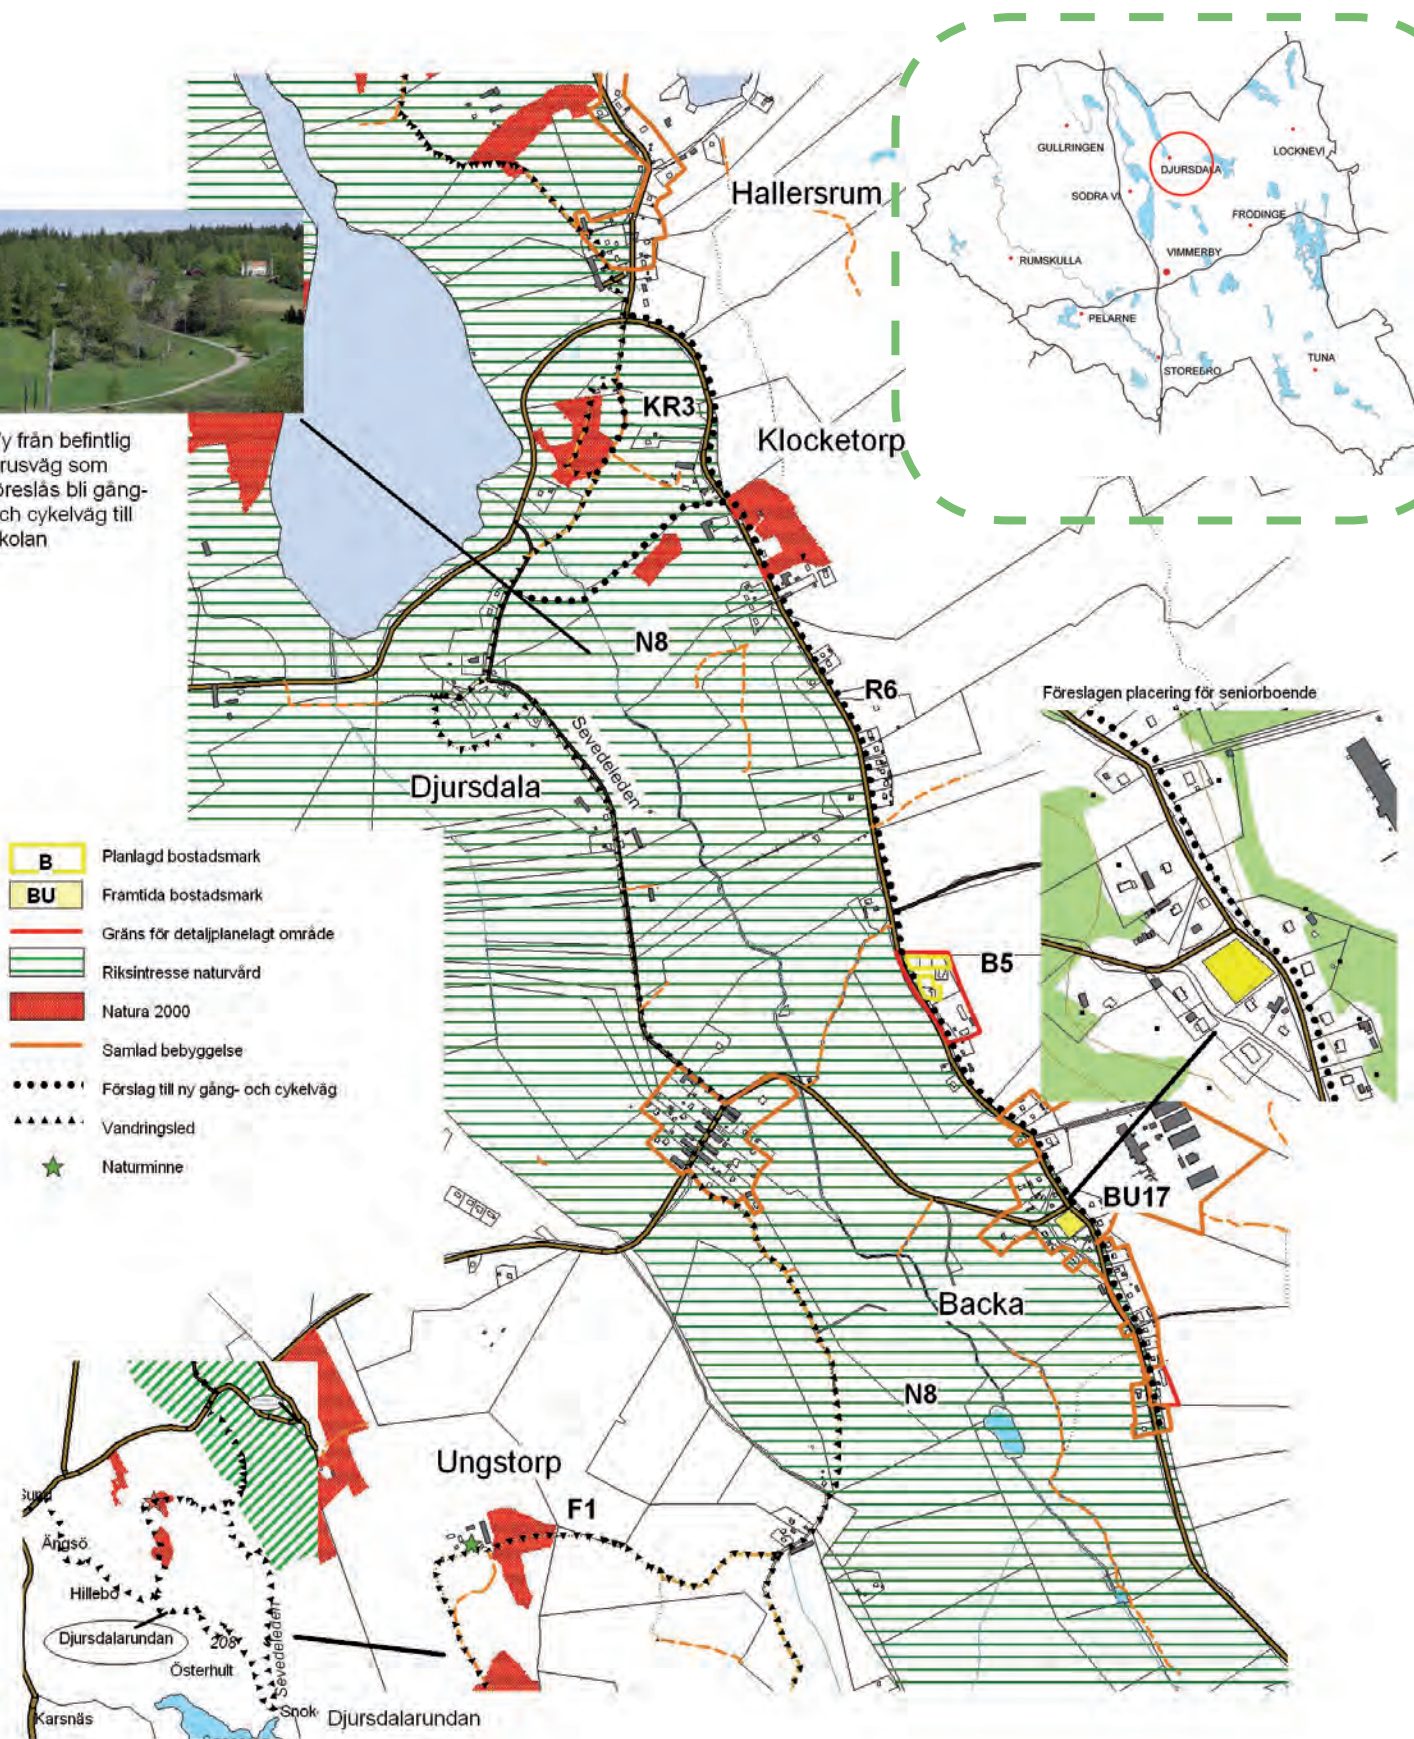 Hallersrum
GULLRINGEN
LOCKNEVI
DJURSDALA
SÖDRA VI
FRÖDINGE
VIMMERBY
RUMSKULLA
PELARNE
STOREBRO
TUNA
KR3
Klocketorp
y från befintlig
rusväg som
öreslås bli gång-
ch cykelväg till
kolan
N8
R6
Föreslagen placering för seniorboende
Sevedeleden
Djursdala
B Planlagd bostadsmark
BU Framtida bostadsmark
Gräns för detaljplanelagt område
Riksintresse naturvård
Natura 2000
Samlad bebyggelse
Förslag till ny gång- och cykelväg
Vandringsled
Naturminne
B5
BU17
Backa
N8
Ungstorp
F1
Ängsö
Hillebo
Djursdalarundan
208
Österhult
Sevedeleden
Snok
Karsnäs
Djursdalarundan